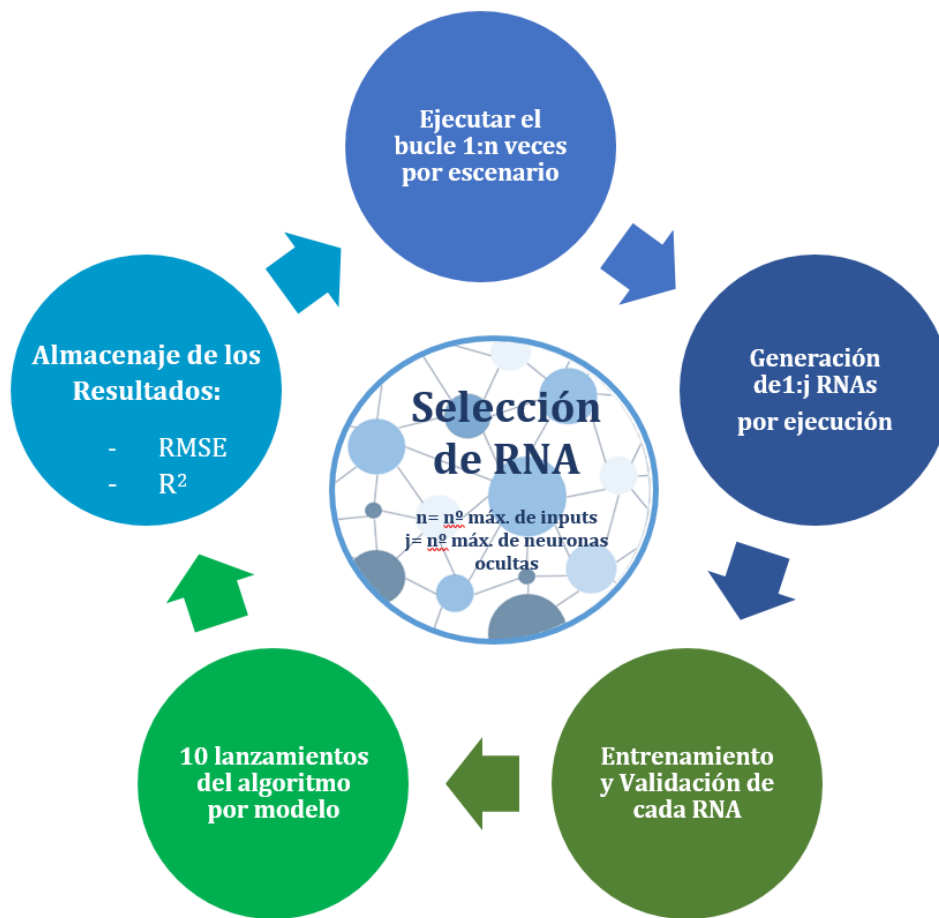 Ejecutar el
bucle 1:n veces
por escenario
Generación
de1:j RNAs
por ejecución
Entrenamiento
y Validación de
cada RNA
10 lanzamientos
del algoritmo
por modelo
Almacenaje de los
Resultados:
- RMSE
- R²
Selección
de RNA
n= nº máx. de inputs
j= nº máx. de neuronas
ocultas